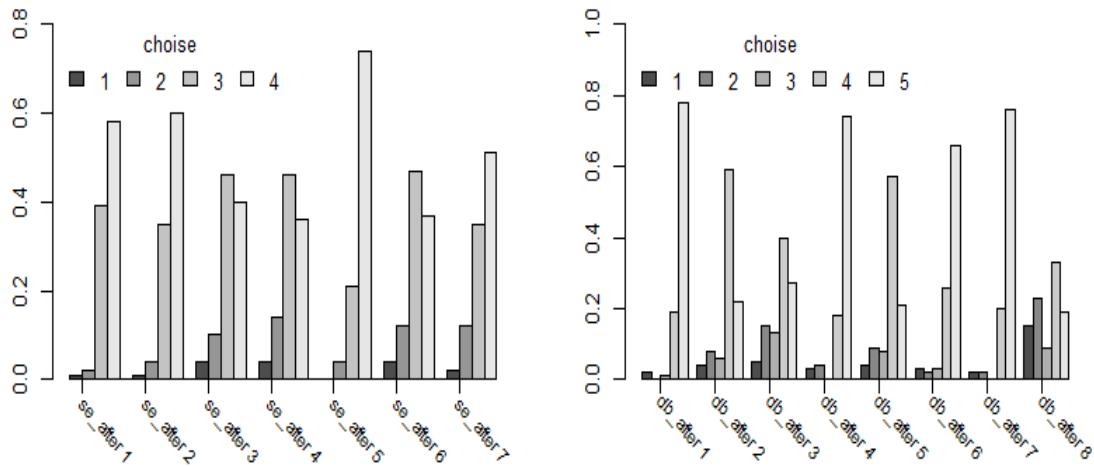 choise
1 2 3 4
0.8
0.6
0.4
0.2
0.0
se_after 1
se_after 2
se_after 3
se_after 4
se_after 5
se_after 6
se_after 7
choise
1 2 3 4 5
1.0
0.8
0.6
0.4
0.2
0.0
db_after 1
db_after 2
db_after 3
db_after 4
db_after 5
db_after 6
db_after 7
db_after 8